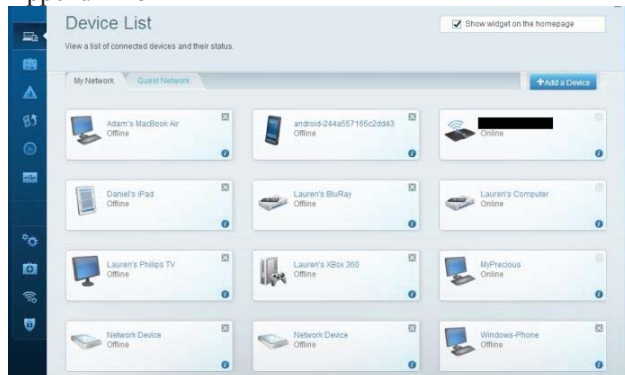 Device List
Show widget on the homepage
View a list of connected devices and their status.
My Network Guest Network +Add a Device
Adam's MacBook Air
Offline
android-244a557165c2dd43
Offline
Online
Daniel's iPad
Offline
Lauren's BluRay
Offline
Lauren's Computer
Online
Lauren's Philips TV
Offline
Lauren's XBox 360
Offline
MyPrecious
Online
Network Device
Offline
Network Device
Offline
Windows-Phone
Offline